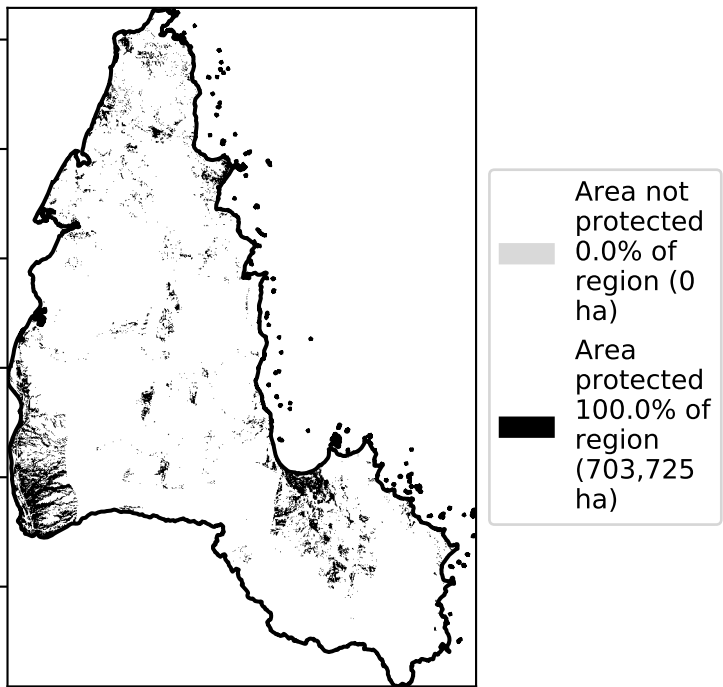 Area not
protected
0.0% of
region (0
ha)
Area
protected
100.0% of
region
(703,725
ha)